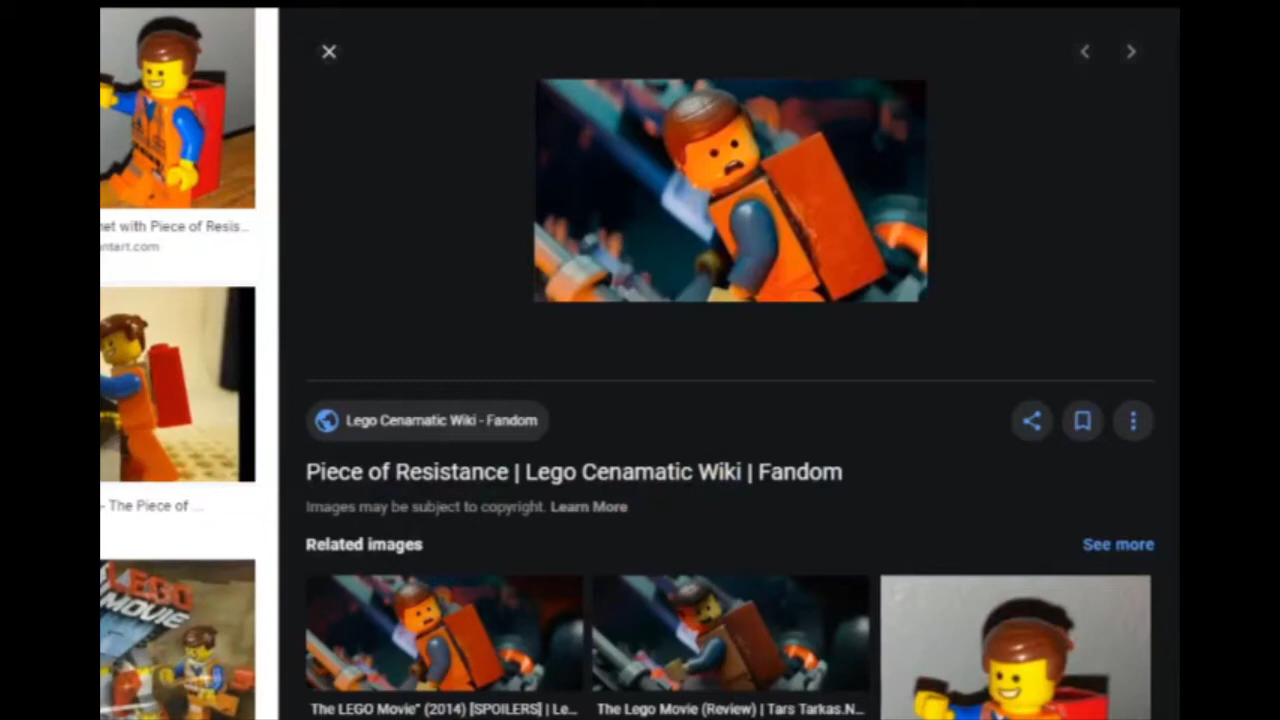 net with Piece of Resis...
ntart.com
- The Piece of ...
LEGO
MOVIE
Lego Cenamatic Wiki - Fandom
Piece of Resistance | Lego Cenamatic Wiki | Fandom
Images may be subject to copyright. Learn More
Related images
See more
The LEGO Movie" (2014) [SPOILERS] | Le...
The Lego Movie (Review) | Tars Tarkas.N...